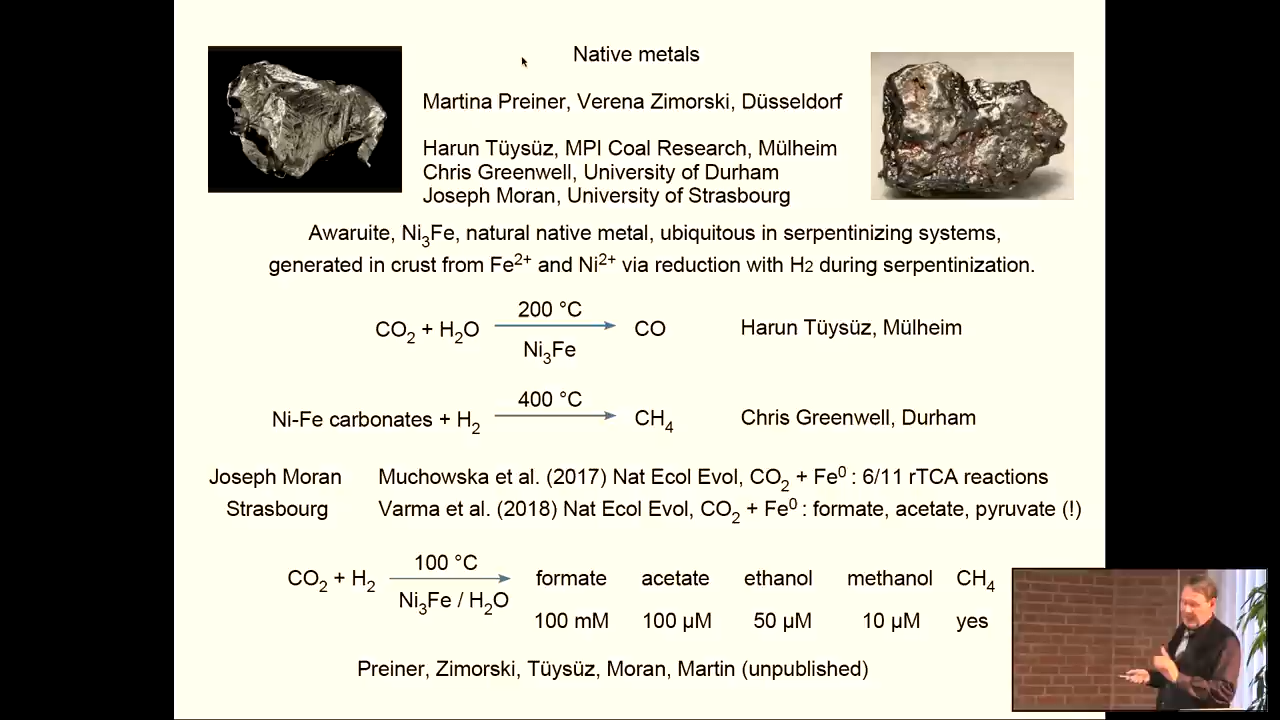 Native metals
Martina Preiner, Verena Zimorski, Düsseldorf
Harun Tüysüz, MPI Coal Research, Mülheim
Chris Greenwell, University of Durham
Joseph Moran, University of Strasbourg
Awaruite, Ni₃Fe, natural native metal, ubiquitous in serpentinizing systems,
generated in crust from Fe²⁺ and Ni²⁺ via reduction with H2 during serpentinization.
200 °C
CO₂ + H₂O CO Harun Tüysüz, Mülheim
Ni₃Fe
400 °C
Ni-Fe carbonates + H₂ CH₄ Chris Greenwell, Durham
Joseph Moran Muchowska et al. (2017) Nat Ecol Evol, CO₂ + Fe⁰ : 6/11 rTCA reactions
Strasbourg Varma et al. (2018) Nat Ecol Evol, CO₂ + Fe⁰ : formate, acetate, pyruvate (!)
100 °C
CO₂ + H₂ formate acetate ethanol methanol CH₄
Ni₃Fe / H₂O
100 mM 100 µM 50 µM 10 µM yes
Preiner, Zimorski, Tüysüz, Moran, Martin (unpublished)